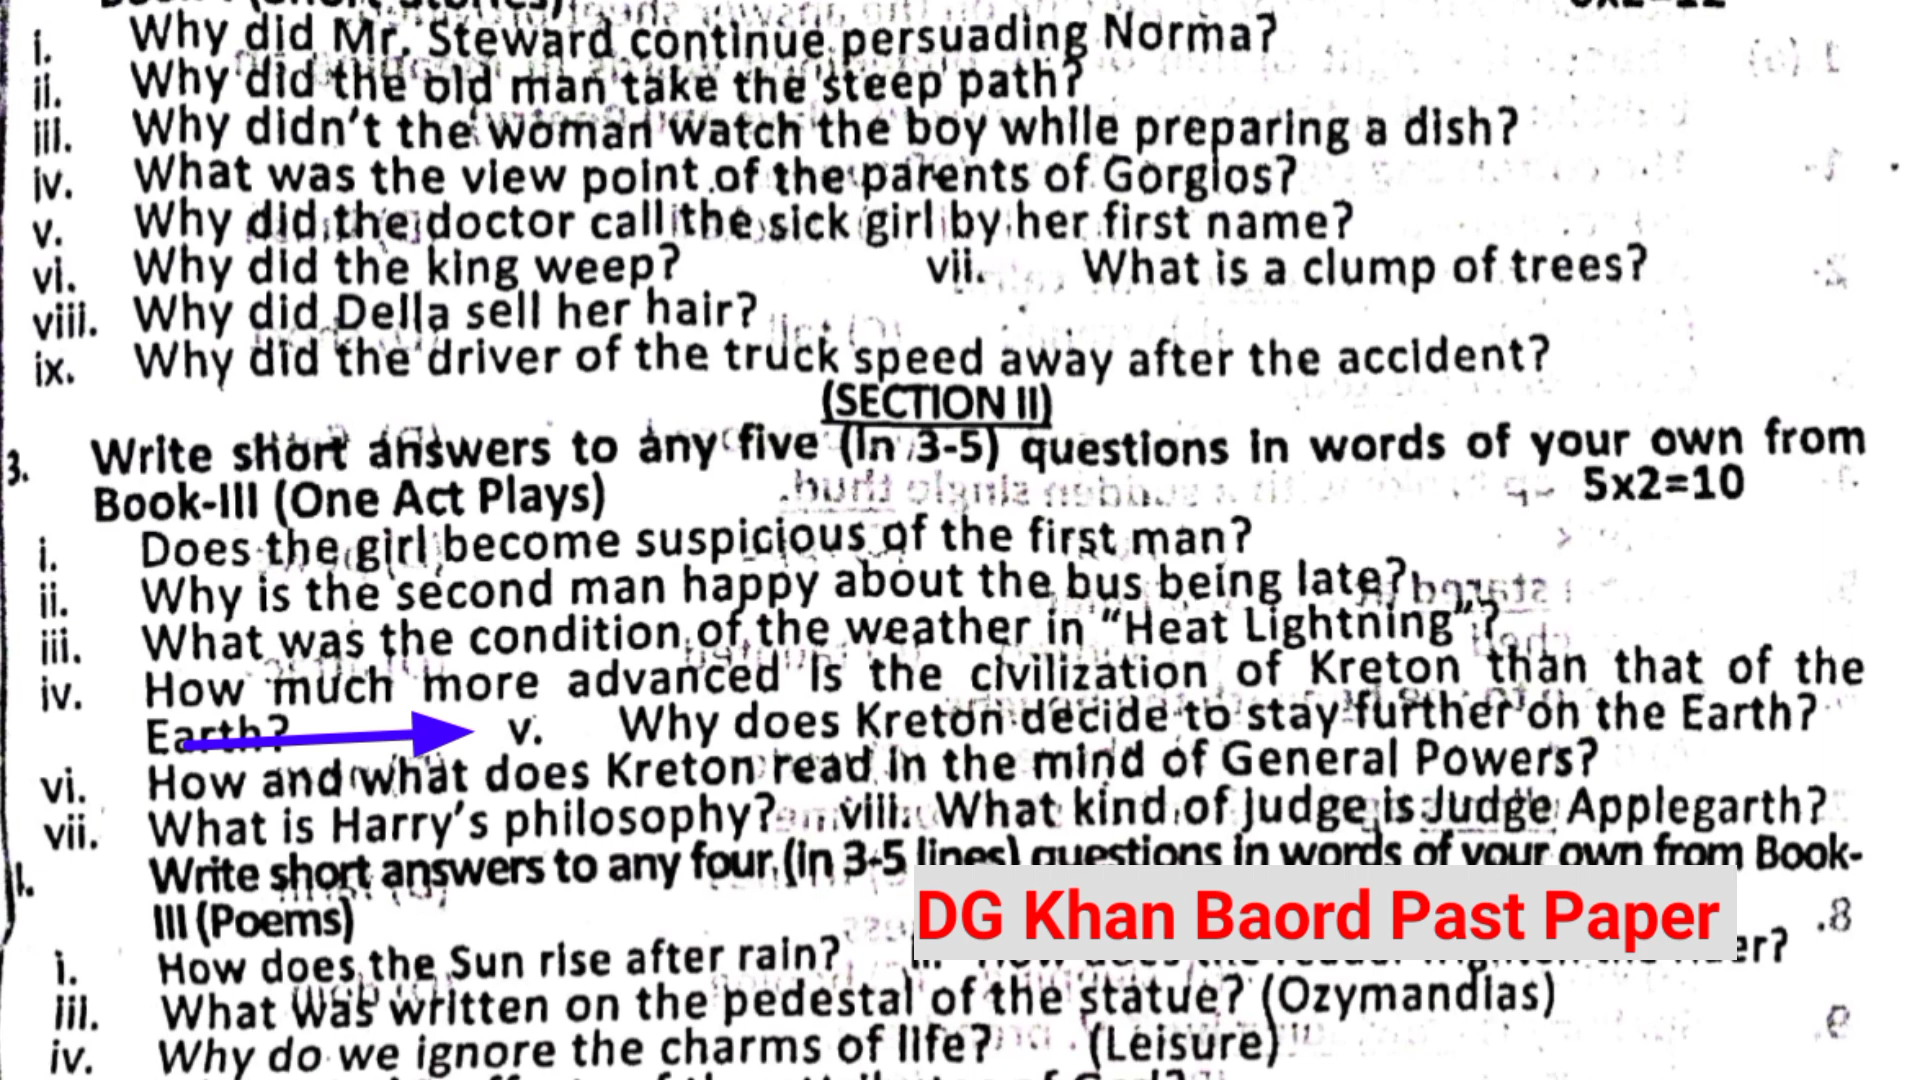 i. Why did Mr. Steward continue persuading Norma?
ii. Why did the old man take the steep path?
iii. Why didn't the woman watch the boy while preparing a dish?
iv. What was the view point of the parents of Gorgios?
v. Why did the doctor call the sick girl by her first name?
vi. Why did the king weep? vii. What is a clump of trees?
viii. Why did Della sell her hair?
ix. Why did the driver of the truck speed away after the accident?
(SECTION II)
3. Write short answers to any five (In 3-5) questions in words of your own from
Book-III (One Act Plays) 5x2=10
i. Does the girl become suspicious of the first man?
ii. Why is the second man happy about the bus being late?
iii. What was the condition of the weather in "Heat Lightning"?
iv. How much more advanced is the civilization of Kreton than that of the
Earth? v. Why does Kreton decide to stay further on the Earth?
vi. How and what does Kreton read in the mind of General Powers?
vii. What is Harry's philosophy? viii. What kind of judge is Judge Applegarth?
Write short answers to any four (in 3-5 lines) questions in words of your own from Book-
III (Poems)
DG Khan Baord Past Paper
i. How does the Sun rise after rain?
iii. What was written on the pedestal of the statue? (Ozymandias)
iv. Why do we ignore the charms of life? (Leisure)